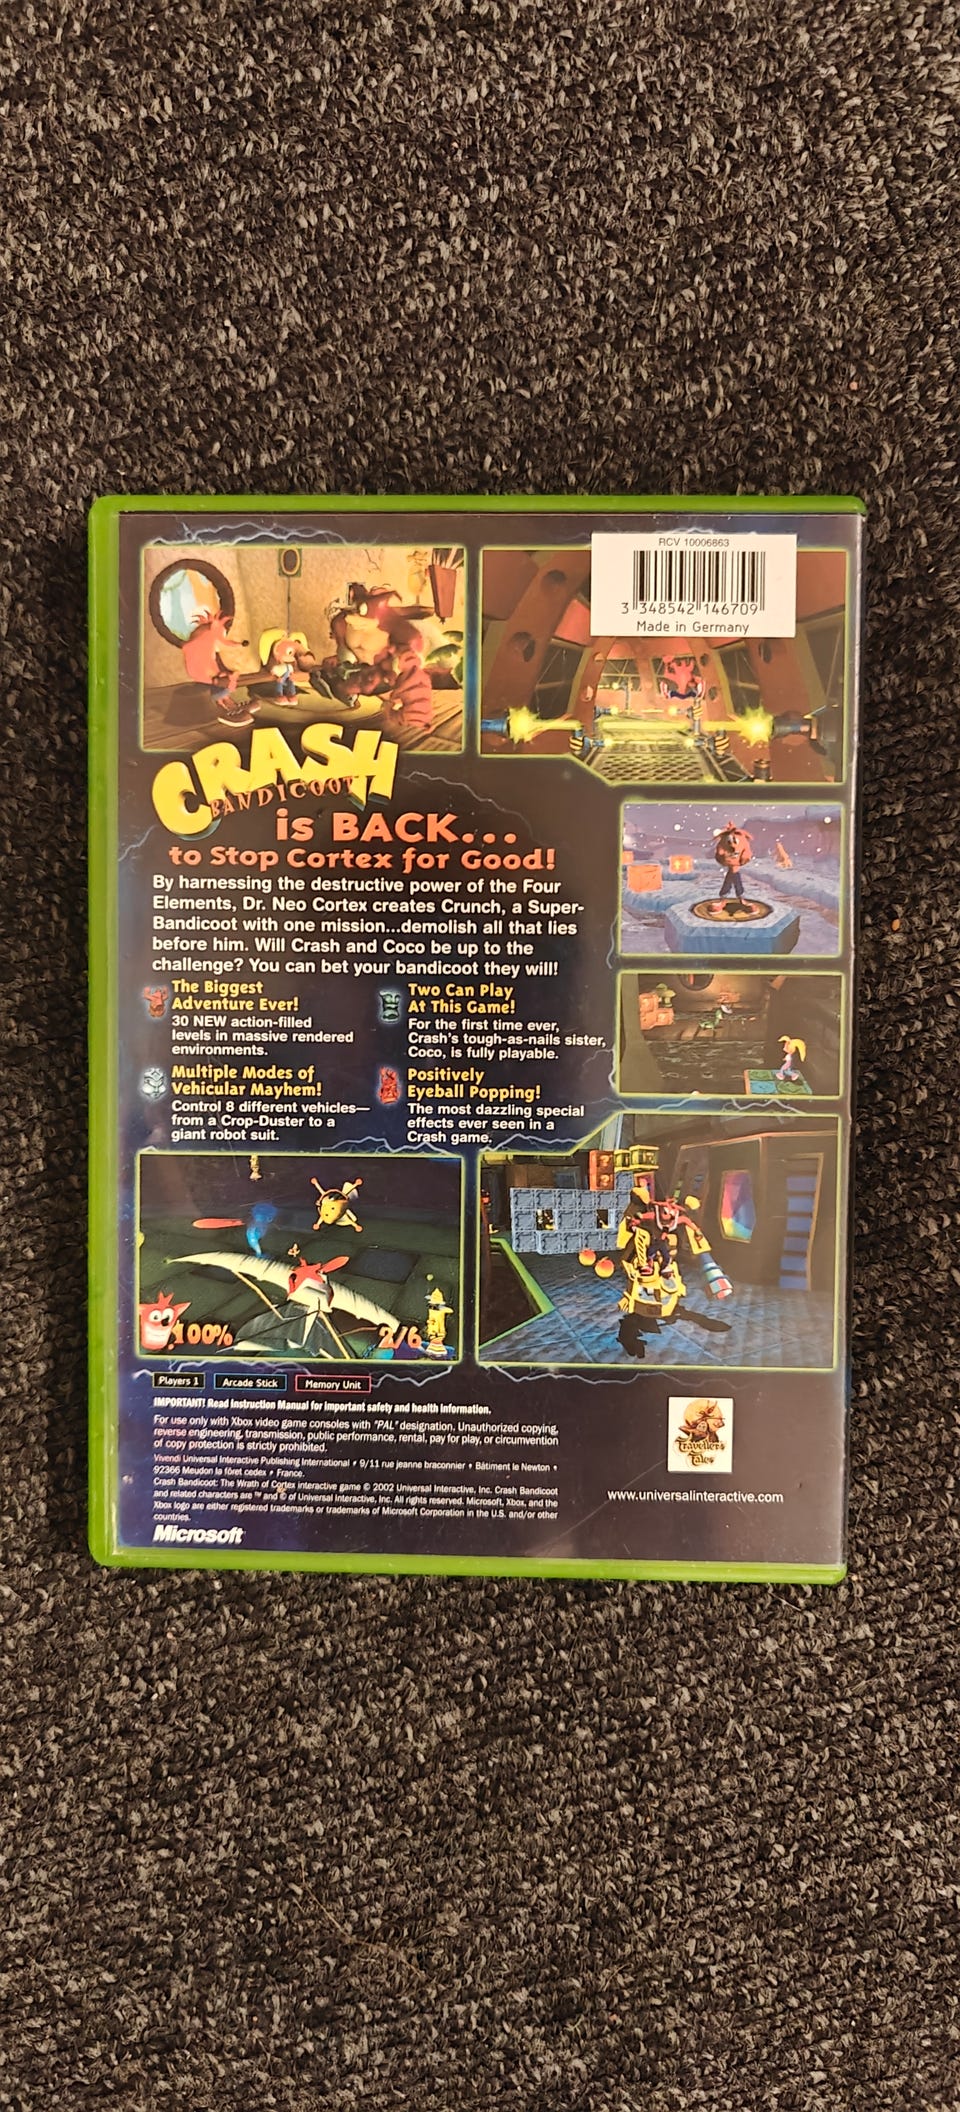 RCV 10006863
3 348542 146709
Made in Germany
CRASH
BANDICOOT
is BACK...
to Stop Cortex for Good!
By harnessing the destructive power of the Four
Elements, Dr. Neo Cortex creates Crunch, a Super-
Bandicoot with one mission...demolish all that lies
before him. Will Crash and Coco be up to the
challenge? You can bet your bandicoot they will!
The Biggest
Adventure Ever!
30 NEW action-filled
levels in massive rendered
environments.
Two Can Play
At This Game!
For the first time ever,
Crash's tough-as-nails sister,
Coco, is fully playable.
Multiple Modes of
Vehicular Mayhem!
Control 8 different vehicles—
from a Crop-Duster to a
giant robot suit.
Positively
Eyeball Popping!
The most dazzling special
effects ever seen in a
Crash game.
100%
2/6
Players 1
Arcade Stick
Memory Unit
IMPORTANT! Read Instruction Manual for important safety and health information.
For use only with Xbox video game consoles with "PAL" designation. Unauthorized copying,
reverse engineering, transmission, public performance, rental, pay for play, or circumvention
of copy protection is strictly prohibited.
Vivendi Universal Interactive Publishing International • 9/11 rue jeanne braconnier • Bâtiment le Newton •
92366 Meudon la fôret cedex • France.
Crash Bandicoot: The Wrath of Cortex interactive game © 2002 Universal Interactive, Inc. Crash Bandicoot
and related characters are ™ and © of Universal Interactive, Inc. All rights reserved. Microsoft, Xbox, and the
Xbox logo are either registered trademarks or trademarks of Microsoft Corporation in the U.S. and/or other
countries.
Microsoft
Travellers
Tales
www.universalinteractive.com